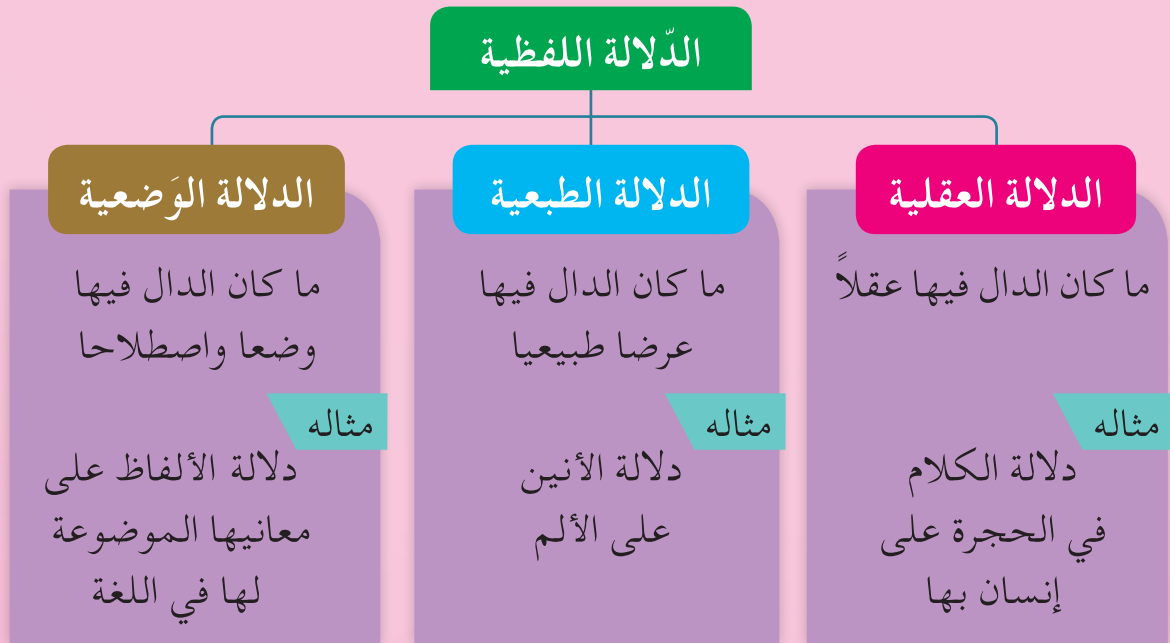 الدّلالة اللفظية
الدلالة العقلية
ما كان الدال فيها عقلاً
مثاله
دلالة الكلام
في الحجرة على
إنسان بها
الدلالة الطبعية
ما كان الدال فيها
عرضا طبيعيا
مثاله
دلالة الأنين
على الألم
الدلالة الوَضعية
ما كان الدال فيها
وضعا واصطلاحا
مثاله
دلالة الألفاظ على
معانيها الموضوعة
لها في اللغة